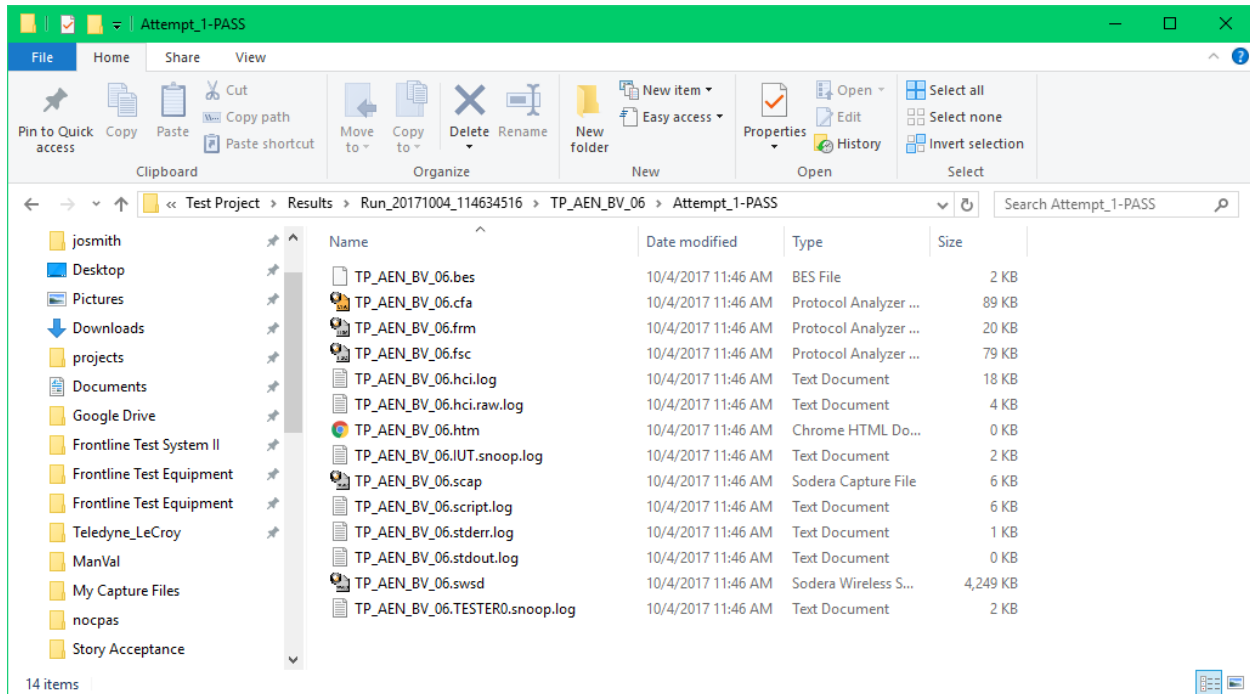 Attempt_1-PASS
File Home Share View
Pin to Quick access
Copy
Paste
Cut
Copy path
Paste shortcut
Clipboard
Move to
Copy to
Delete
Rename
Organize
New folder
New item
Easy access
New
Properties
Open
Edit
History
Open
Select all
Select none
Invert selection
Select
« Test Project > Results > Run_20171004_114634516 > TP_AEN_BV_06 > Attempt_1-PASS
Search Attempt_1-PASS
josmith
Desktop
Pictures
Downloads
projects
Documents
Google Drive
Frontline Test System II
Frontline Test Equipment
Frontline Test Equipment
Teledyne_LeCroy
ManVal
My Capture Files
nocpas
Story Acceptance
Name Date modified Type Size
TP_AEN_BV_06.bes 10/4/2017 11:46 AM BES File 2 KB
TP_AEN_BV_06.cfa 10/4/2017 11:46 AM Protocol Analyzer ... 89 KB
TP_AEN_BV_06.frm 10/4/2017 11:46 AM Protocol Analyzer ... 20 KB
TP_AEN_BV_06.fsc 10/4/2017 11:46 AM Protocol Analyzer ... 79 KB
TP_AEN_BV_06.hci.log 10/4/2017 11:46 AM Text Document 18 KB
TP_AEN_BV_06.hci.raw.log 10/4/2017 11:46 AM Text Document 4 KB
TP_AEN_BV_06.htm 10/4/2017 11:46 AM Chrome HTML Do... 0 KB
TP_AEN_BV_06.IUT.snoop.log 10/4/2017 11:46 AM Text Document 2 KB
TP_AEN_BV_06.scap 10/4/2017 11:46 AM Sodera Capture File 6 KB
TP_AEN_BV_06.script.log 10/4/2017 11:46 AM Text Document 6 KB
TP_AEN_BV_06.stderr.log 10/4/2017 11:46 AM Text Document 1 KB
TP_AEN_BV_06.stdout.log 10/4/2017 11:46 AM Text Document 0 KB
TP_AEN_BV_06.swsd 10/4/2017 11:46 AM Sodera Wireless S... 4,249 KB
TP_AEN_BV_06.TESTER0.snoop.log 10/4/2017 11:46 AM Text Document 2 KB
14 items